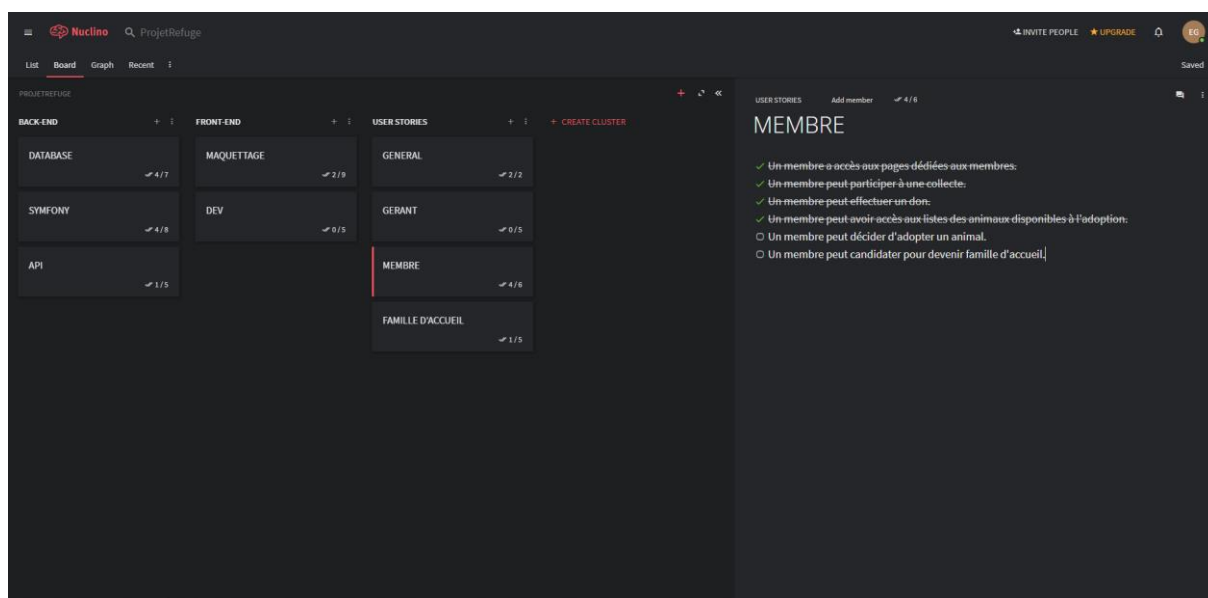 Nuclino
ProjetRefuge
INVITE PEOPLE
UPGRADE
EG
List
Board
Graph
Recent
Saved
PROJETREFUGE
BACK-END
DATABASE
4/7
SYMFONY
4/8
API
1/5
FRONT-END
MAQUETTAGE
2/9
DEV
0/5
USER STORIES
GENERAL
2/2
GERANT
0/5
MEMBRE
4/6
FAMILLE D'ACCUEIL
1/5
+ CREATE CLUSTER
USER STORIES
Add member
4/6
MEMBRE
Un membre a accès aux pages dédiées aux membres.
Un membre peut participer à une collecte.
Un membre peut effectuer un don.
Un membre peut avoir accès aux listes des animaux disponibles à l'adoption.
Un membre peut décider d'adopter un animal.
Un membre peut candidater pour devenir famille d'accueil.